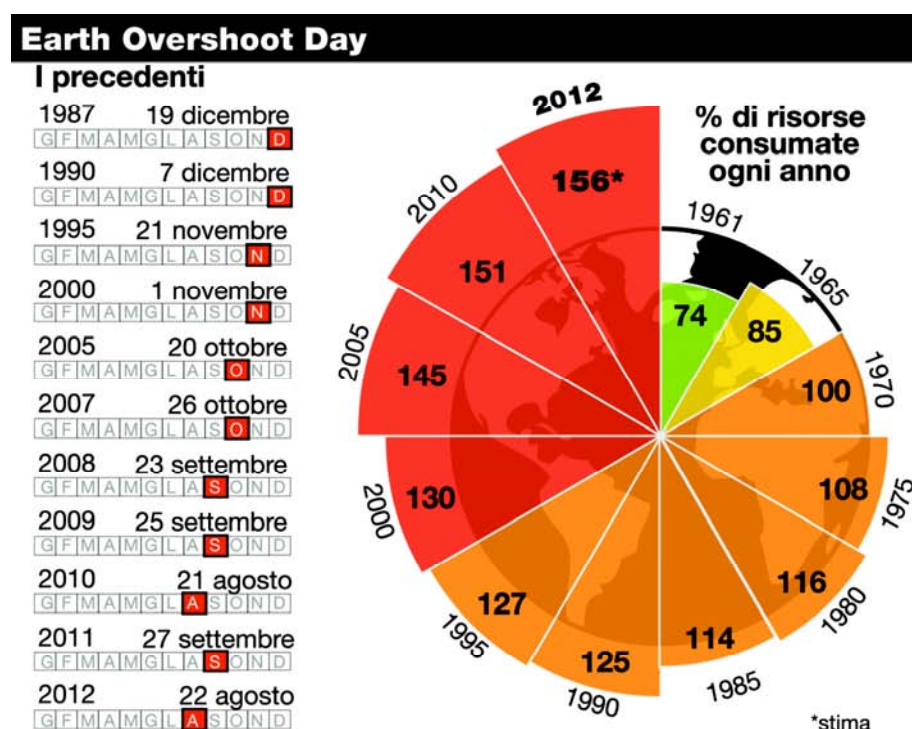 Earth Overshoot Day
I precedenti
1987 19 dicembre
G F M A M G L A S O N D
1990 7 dicembre
G F M A M G L A S O N D
1995 21 novembre
G F M A M G L A S O N D
2000 1 novembre
G F M A M G L A S O N D
2005 20 ottobre
G F M A M G L A S O N D
2007 26 ottobre
G F M A M G L A S O N D
2008 23 settembre
G F M A M G L A S O N D
2009 25 settembre
G F M A M G L A S O N D
2010 21 agosto
G F M A M G L A S O N D
2011 27 settembre
G F M A M G L A S O N D
2012 22 agosto
G F M A M G L A S O N D
% di risorse
consumate
ogni anno
1961
74
1965
85
1970
100
1975
108
1980
116
1985
114
1990
125
1995
127
2000
130
2005
145
2010
151
2012
156*
*stima